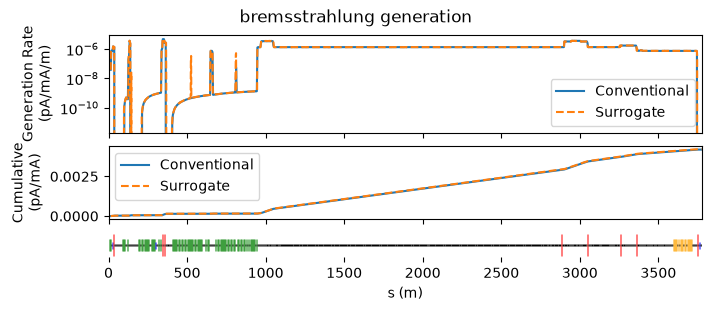 bremsstrahlung generation
Generation Rate
(pA/mA/m)
10⁻⁶
10⁻⁸
10⁻¹⁰
Conventional
Surrogate
Cumulative
(pA/mA)
0.0025
0.0000
Conventional
Surrogate
0 500 1000 1500 2000 2500 3000 3500
s (m)